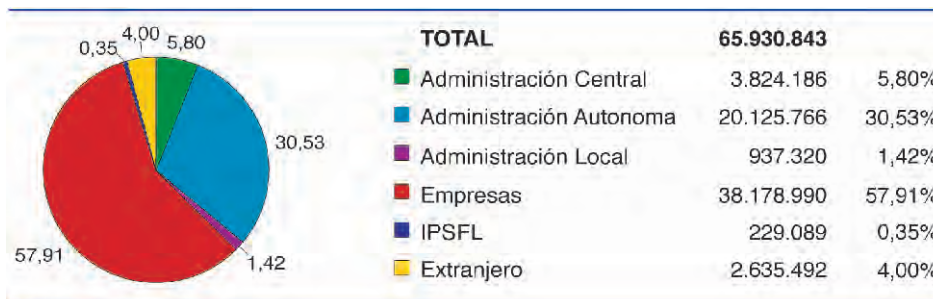 4,00
0,35
5,80
30,53
57,91
1,42
TOTAL 65.930.843
Administración Central 3.824.186 5,80%
Administración Autonoma 20.125.766 30,53%
Administración Local 937.320 1,42%
Empresas 38.178.990 57,91%
IPSFL 229.089 0,35%
Extranjero 2.635.492 4,00%